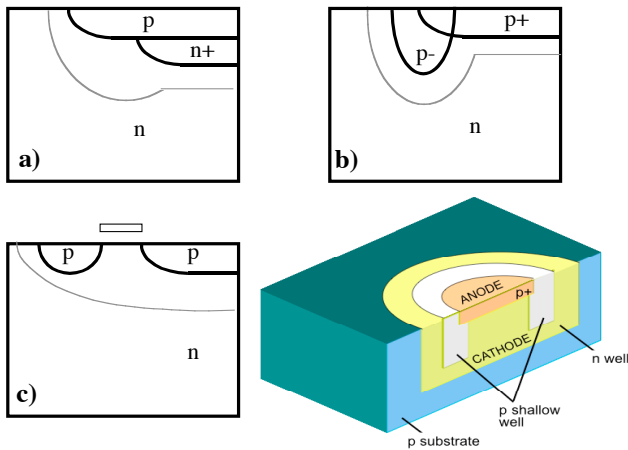 p
n+
n
a)
p+
p-
n
b)
p
p
n
c)
ANODE
p+
CATHODE
n well
p shallow
well
p substrate